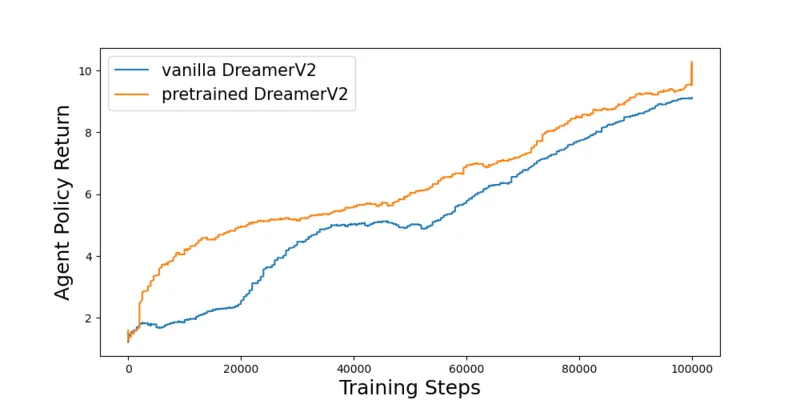 vanilla DreamerV2
pretrained DreamerV2
Agent Policy Return
10
8
6
4
2
0
20000
40000
60000
80000
100000
Training Steps